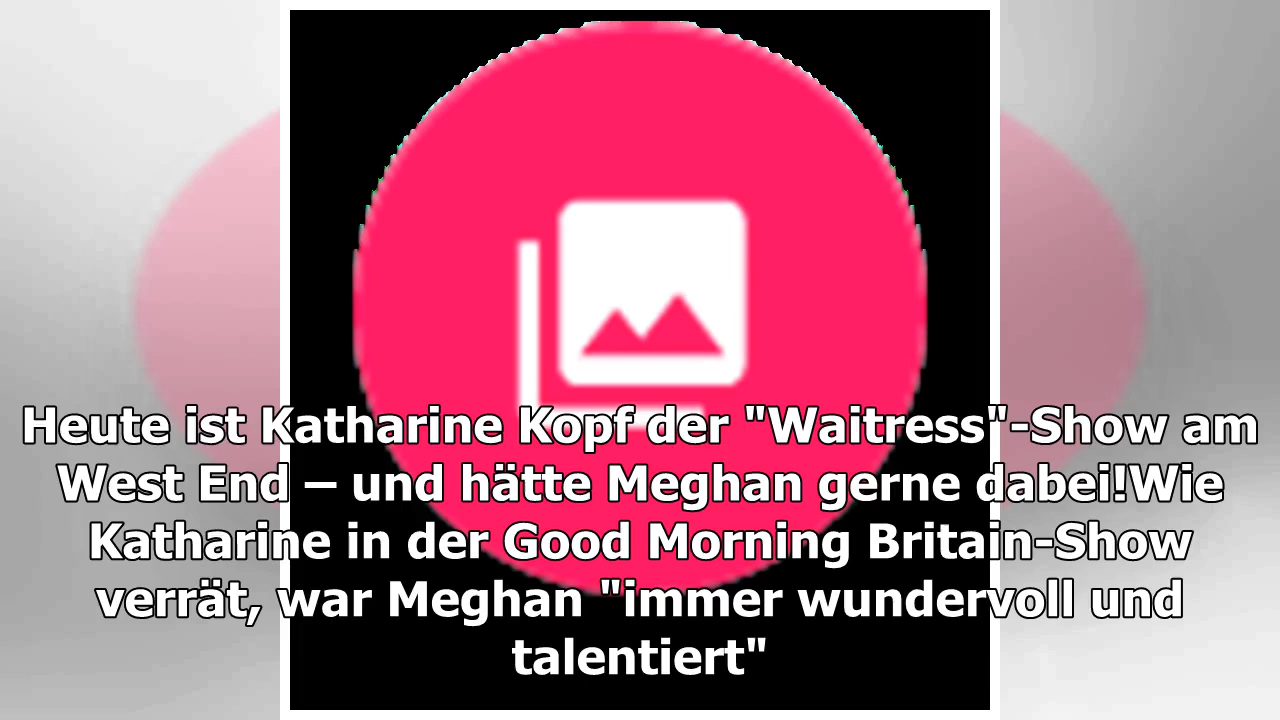 Heute ist Katharine Kopf der "Waitress"-Show am
West End – und hätte Meghan gerne dabei!Wie
Katharine in der Good Morning Britain-Show
verrät, war Meghan "immer wundervoll und
talentiert"